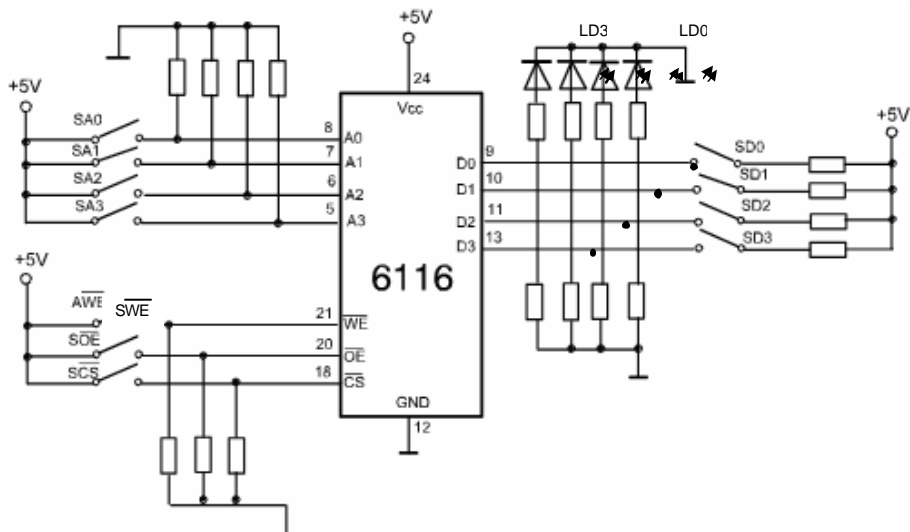 +5V
LD3 LD0
+5V
24
Vcc
+5V
SA0
8 A0
SA1
7 A1
SA2
6 A2
SA3
5 A3
+5V
D0 9
SD0
D1 10
SD1
D2 11
SD2
D3 13
SD3
6116
+5V
AWE SWE
21 WE
SOE
20 OE
SCS
18 CS
GND
12